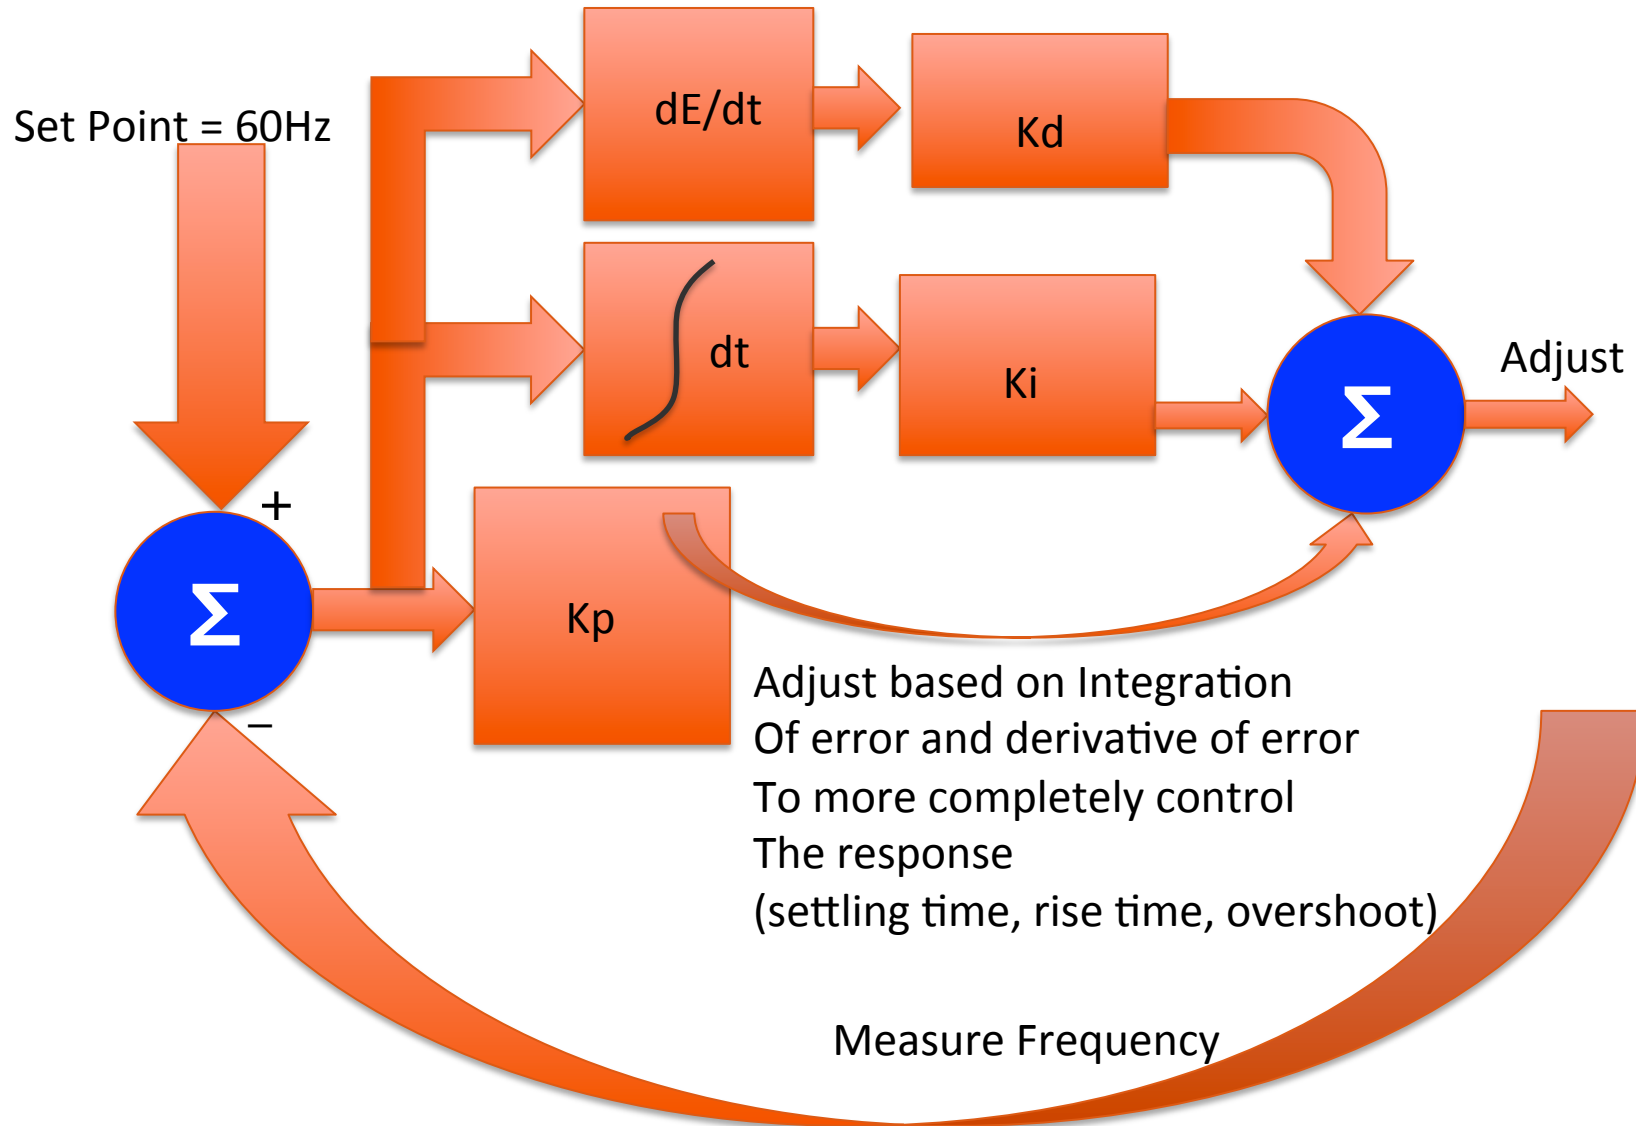 Set Point = 60Hz
dE/dt
Kd
dt
Ki
Σ
Adjust
+
Σ
Kp
−
Adjust based on Integration
Of error and derivative of error
To more completely control
The response
(settling time, rise time, overshoot)
Measure Frequency